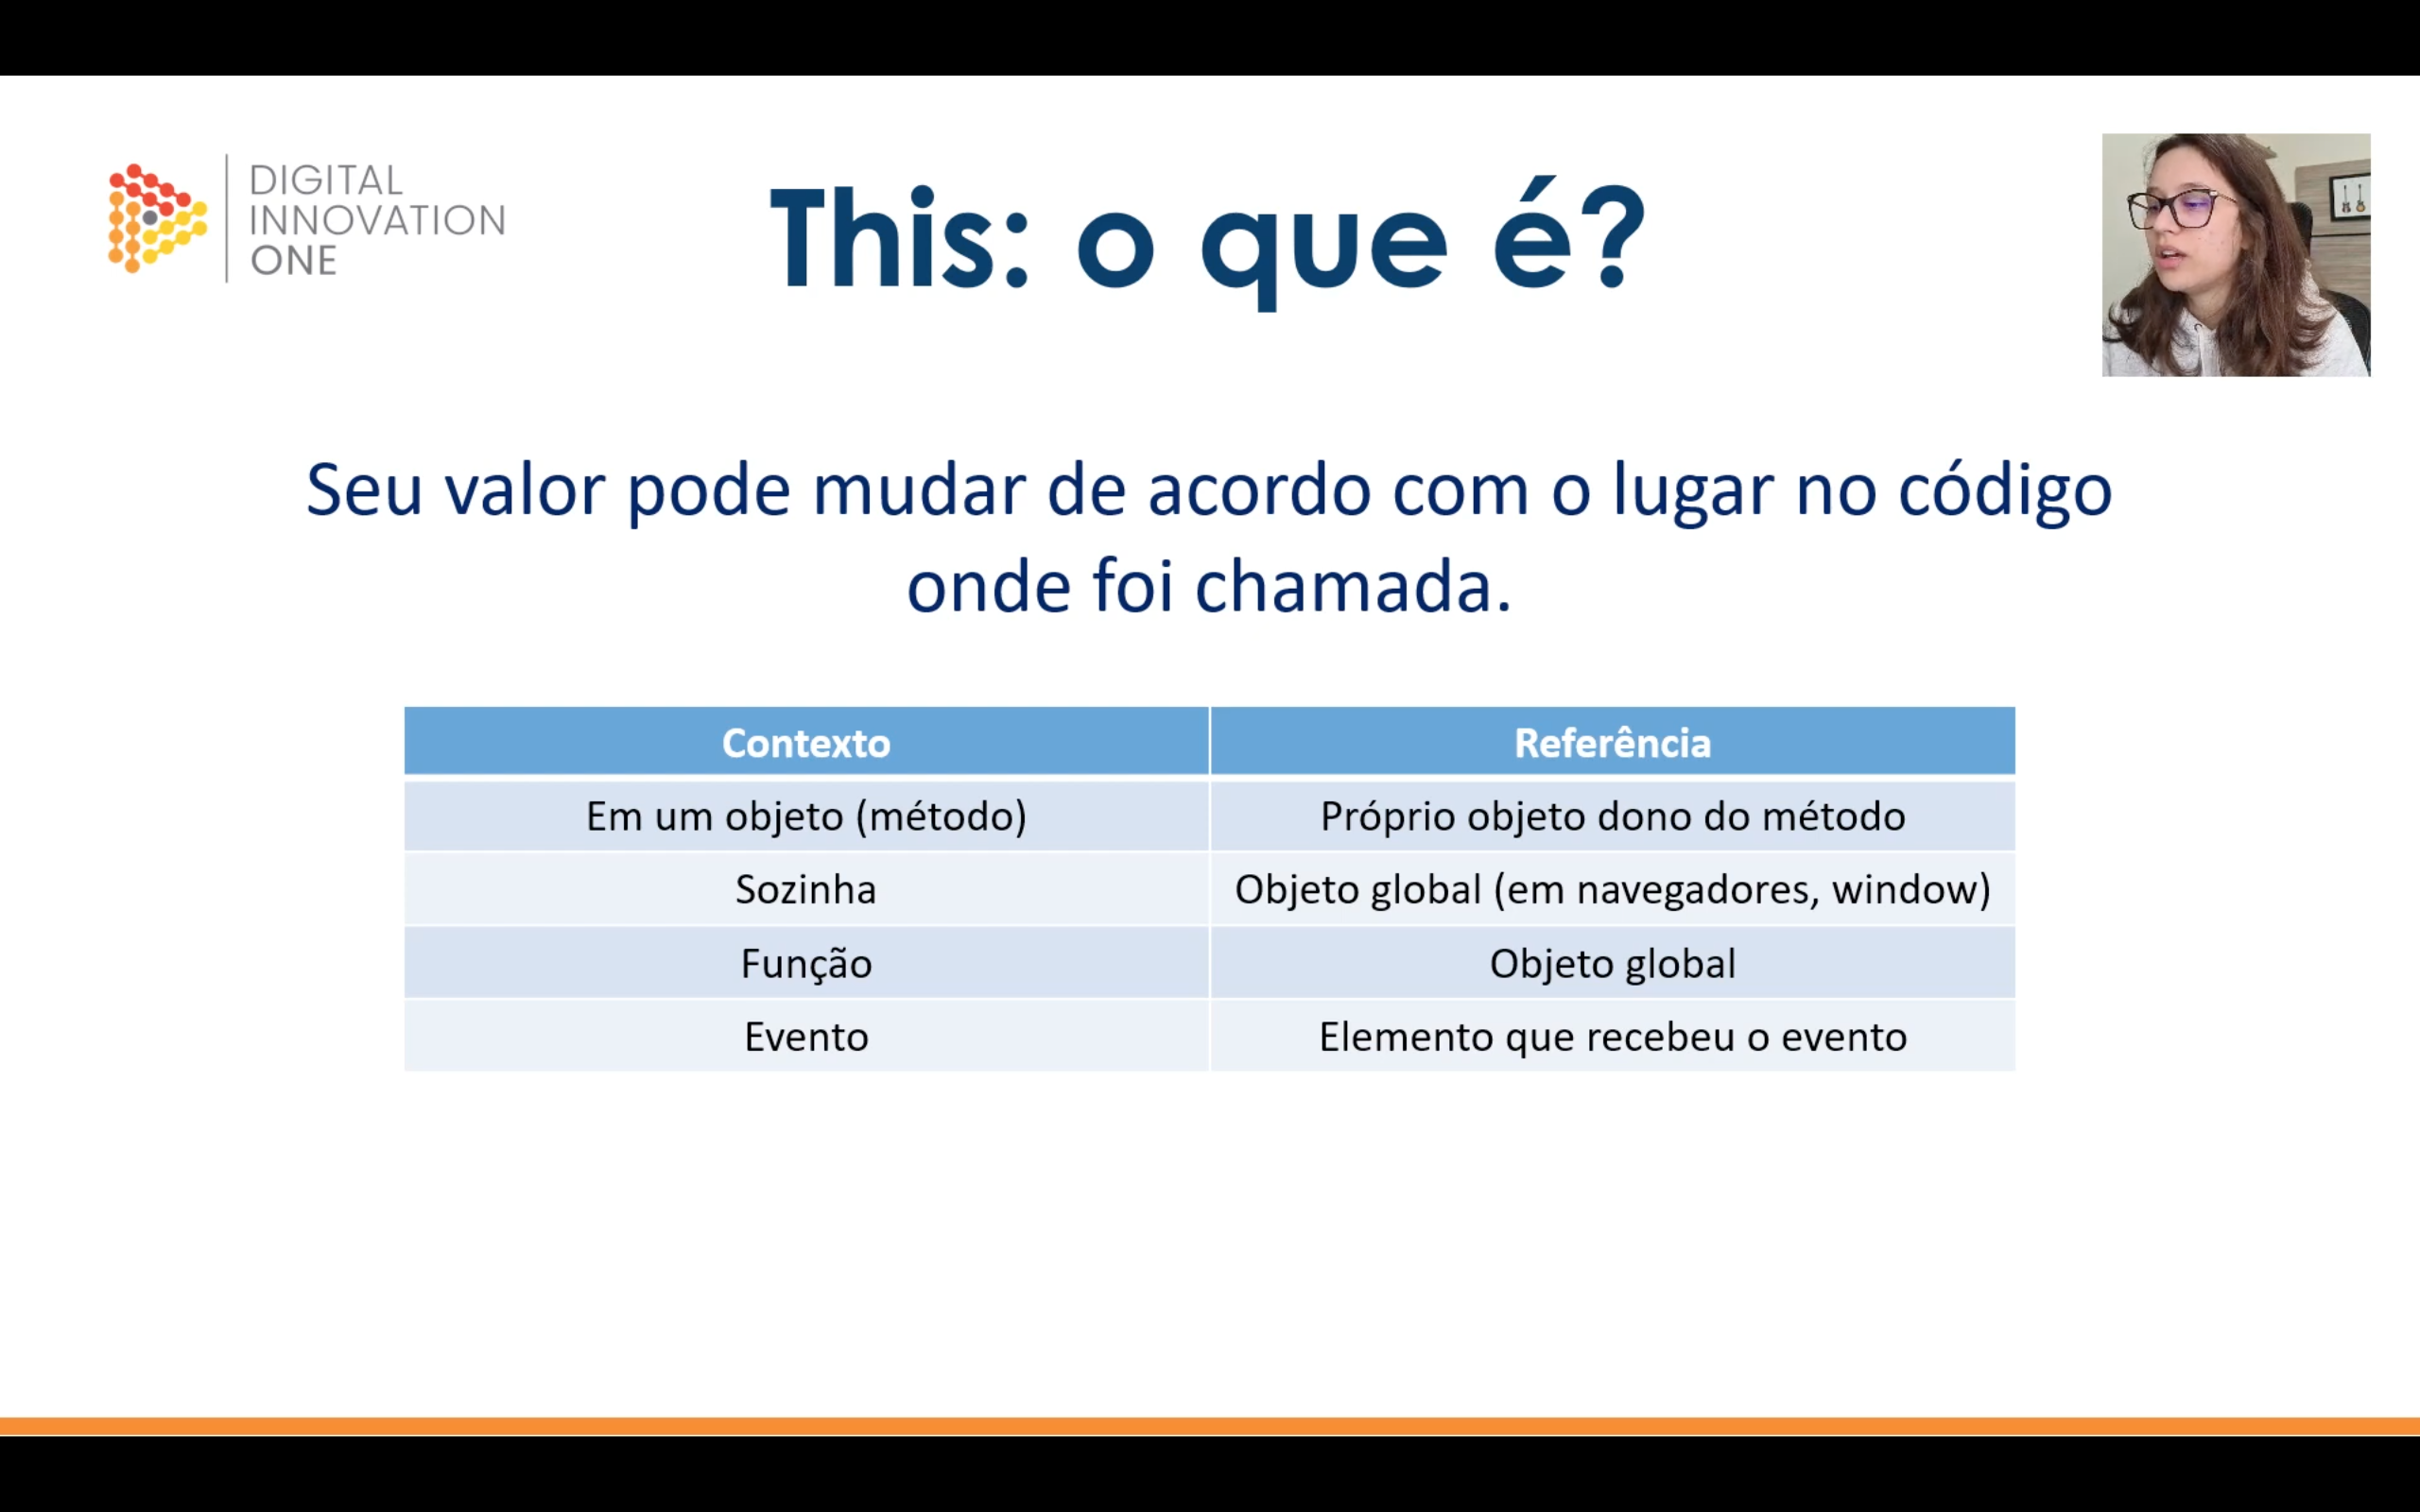 DIGITAL
INNOVATION
ONE
This: o que é?
Seu valor pode mudar de acordo com o lugar no código
onde foi chamada.
Contexto Referência
Em um objeto (método) Próprio objeto dono do método
Sozinha Objeto global (em navegadores, window)
Função Objeto global
Evento Elemento que recebeu o evento